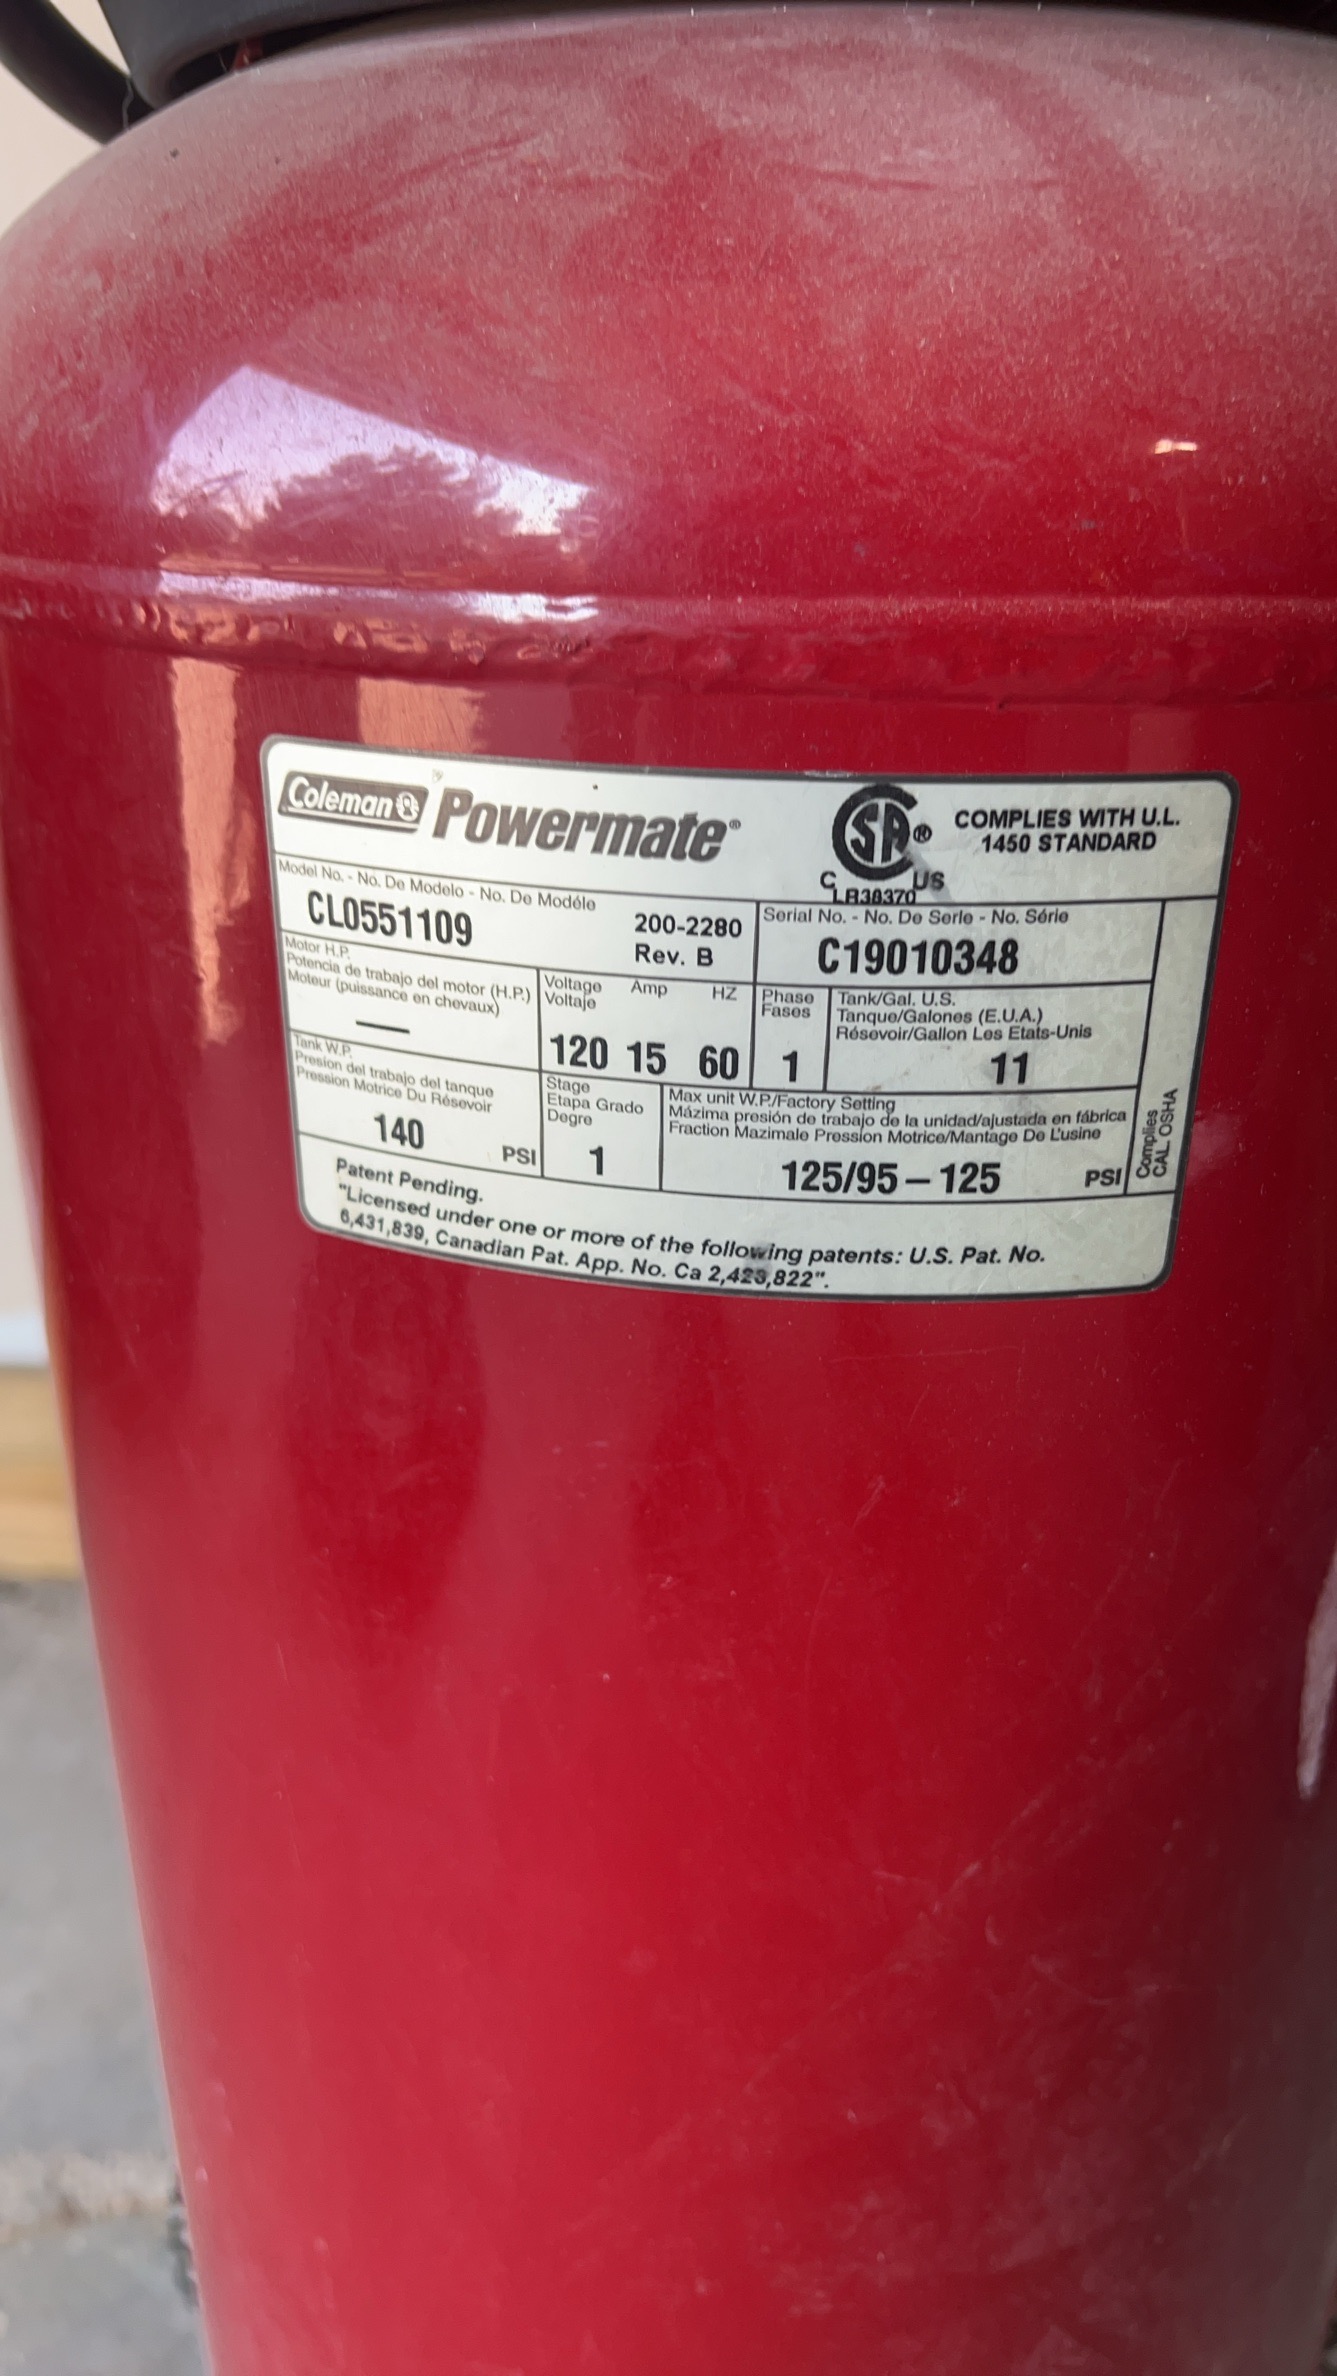 Coleman Powermate®
CSA® COMPLIES WITH U.L.
1450 STANDARD
C US
LR38370
Model No. - No. De Modelo - No. De Modéle
CL0551109
200-2280
Rev. B
Serial No. - No. De Serie - No. Série
C19010348
Motor H.P.
Potencia de trabajo del motor (H.P.)
Moteur (puissance en chevaux)
—
Voltage Amp HZ
Voltaje
120 15 60
Phase
Fases
1
Tank/Gal. U.S.
Tanque/Galones (E.U.A.)
Résevoir/Gallon Les Etats-Unis
11
Tank W.P.
Presion del trabajo del tanque
Pression Motrice Du Résevoir
140 PSI
Stage
Etapa Grado
Degre
1
Max unit W.P./Factory Setting
Mázima presión de trabajo de la unidad/ajustada en fábrica
Fraction Mazimale Pression Motrice/Mantage De L'usine
125/95 – 125 PSI
Complies
CAL. OSHA
Patent Pending.
"Licensed under one or more of the following patents: U.S. Pat. No.
6,431,839, Canadian Pat. App. No. Ca 2,423,822".